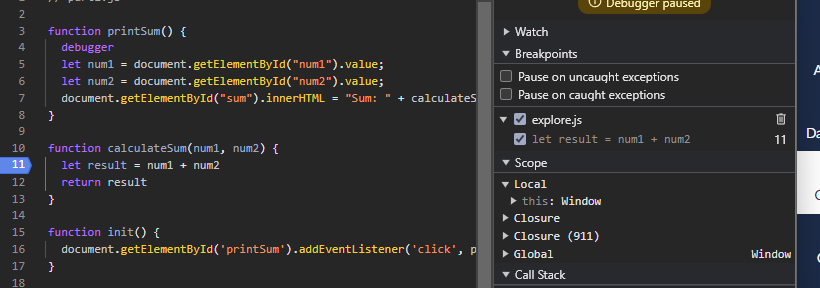 Debugger paused
1
2
3 function printSum() {
4 debugger
5 let num1 = document.getElementById("num1").value;
6 let num2 = document.getElementById("num2").value;
7 document.getElementById("sum").innerHTML = "Sum: " + calculateS
8 }
9
10 function calculateSum(num1, num2) {
11 let result = num1 + num2
12 return result
13 }
14
15 function init() {
16 document.getElementById('printSum').addEventListener('click', p
17 }
18
Watch
Breakpoints
Pause on uncaught exceptions
Pause on caught exceptions
explore.js
let result = num1 + num2 11
Scope
Local
this: Window
Closure
Closure (911)
Global Window
Call Stack
A
Da